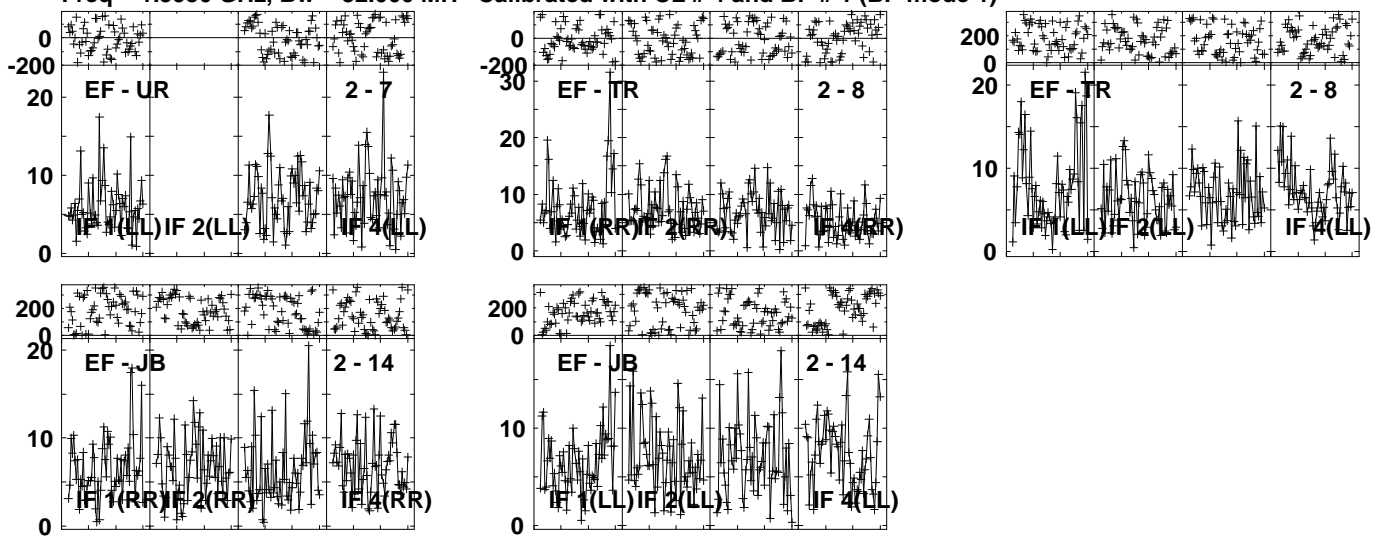 Calibrated with CL # 4 and BP # 1 (BP mode 1)
0
-200
20
10
0
EF - UR
2 - 7
IF 1(LL)
IF 2(LL)
IF 4(LL)
0
-200
30
20
10
0
EF - TR
2 - 8
IF 1(RR)
IF 2(RR)
IF 4(RR)
200
0
20
10
0
EF - TR
2 - 8
IF 1(LL)
IF 2(LL)
IF 4(LL)
200
0
20
10
0
EF - JB
2 - 14
IF 1(RR)
IF 2(RR)
IF 4(RR)
200
0
10
0
EF - JB
2 - 14
IF 1(LL)
IF 2(LL)
IF 4(LL)